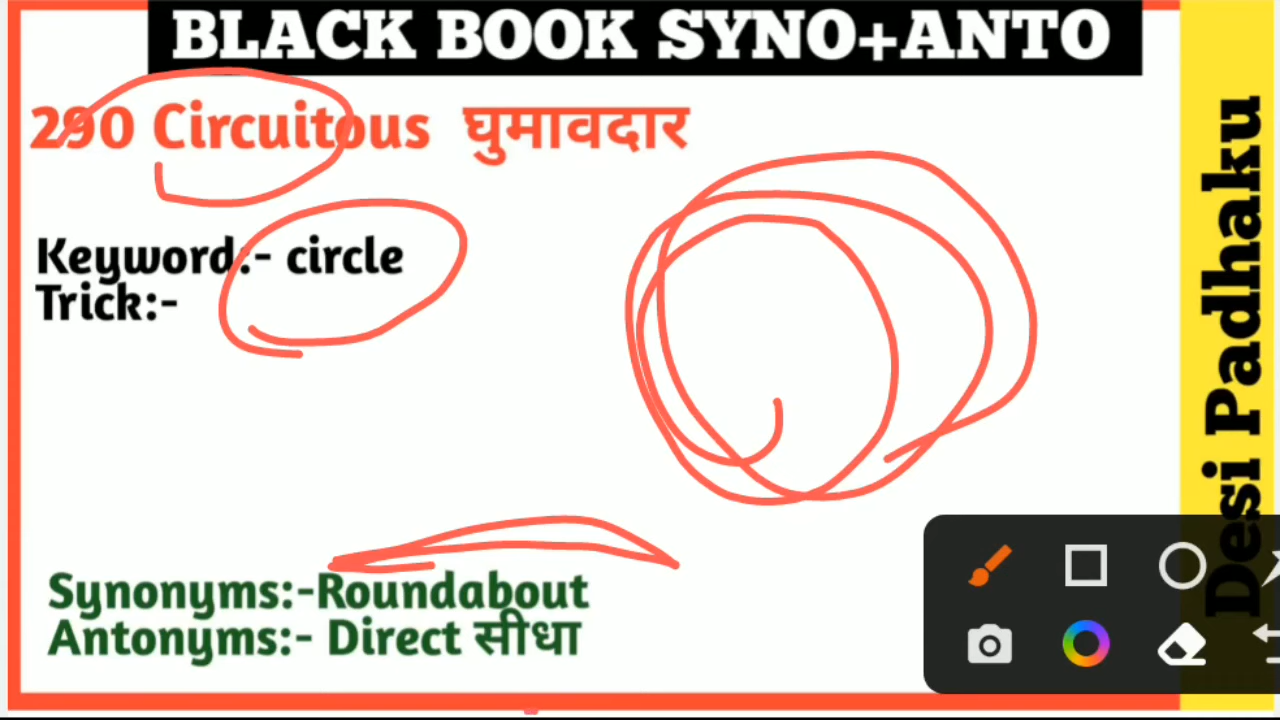 BLACK BOOK SYNO+ANTO
290 Circuitous घुमावदार
Keyword:- circle
Trick:-
Synonyms:-Roundabout
Antonyms:- Direct सीधा
Desi Padhaku